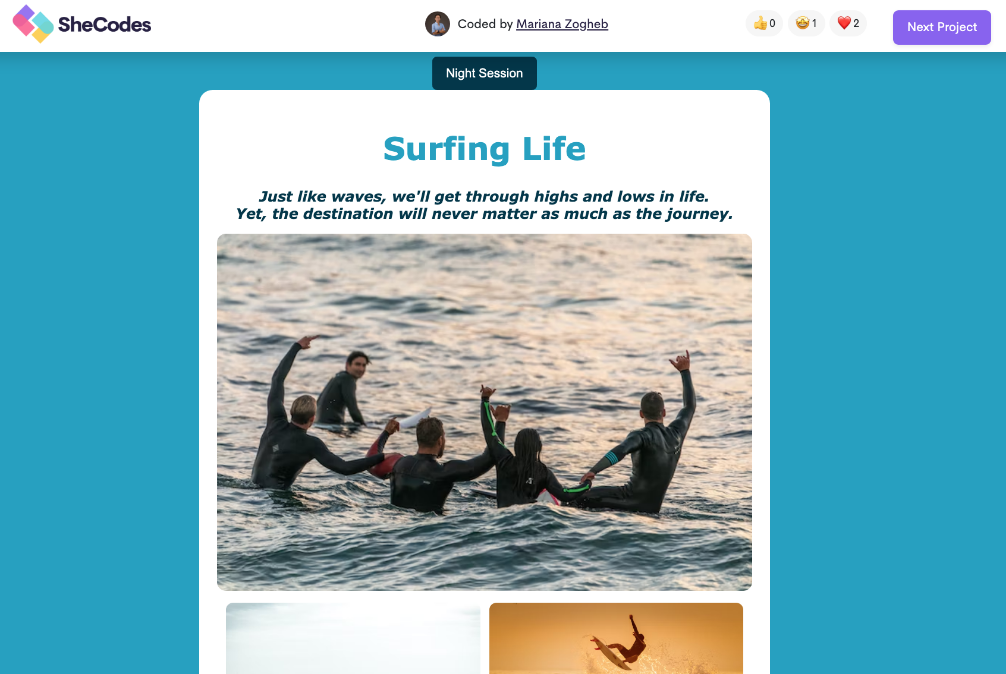 SheCodes
Coded by Mariana Zogheb
👍0
🤩1
❤️2
Next Project
Night Session
Surfing Life
Just like waves, we'll get through highs and lows in life.
Yet, the destination will never matter as much as the journey.